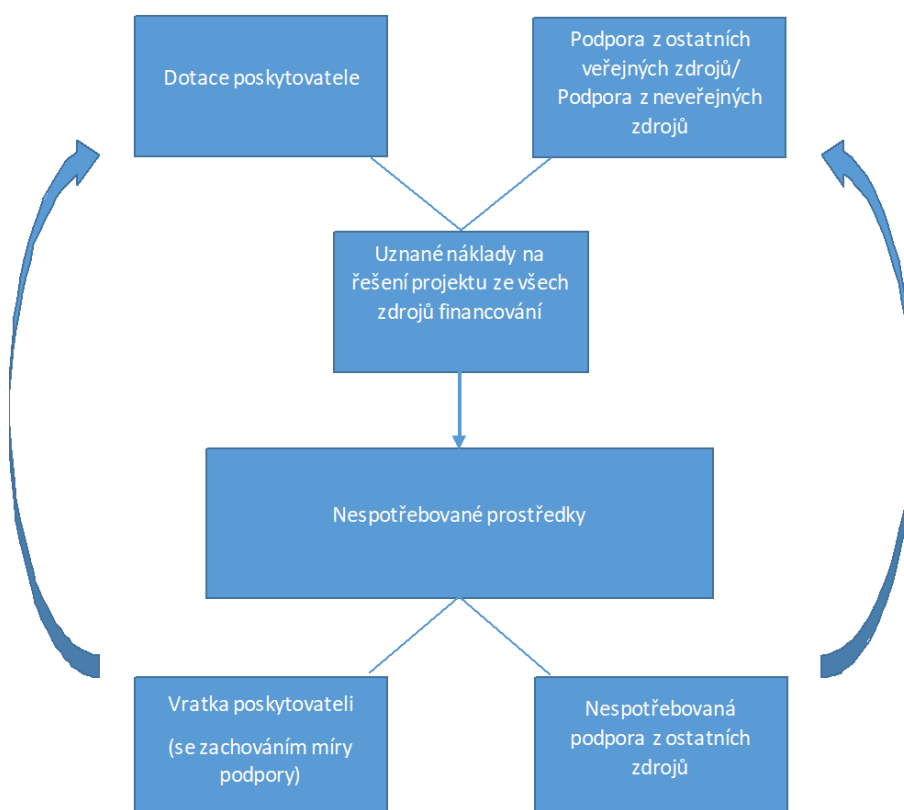 Dotace poskytovatele
Podpora z ostatních
veřejných zdrojů/
Podpora z neveřejných
zdrojů
Uznané náklady na
řešení projektu ze všech
zdrojů financování
Nespotřebované prostředky
Vratka poskytovateli
(se zachováním míry
podpory)
Nespotřebovaná
podpora z ostatních
zdrojů